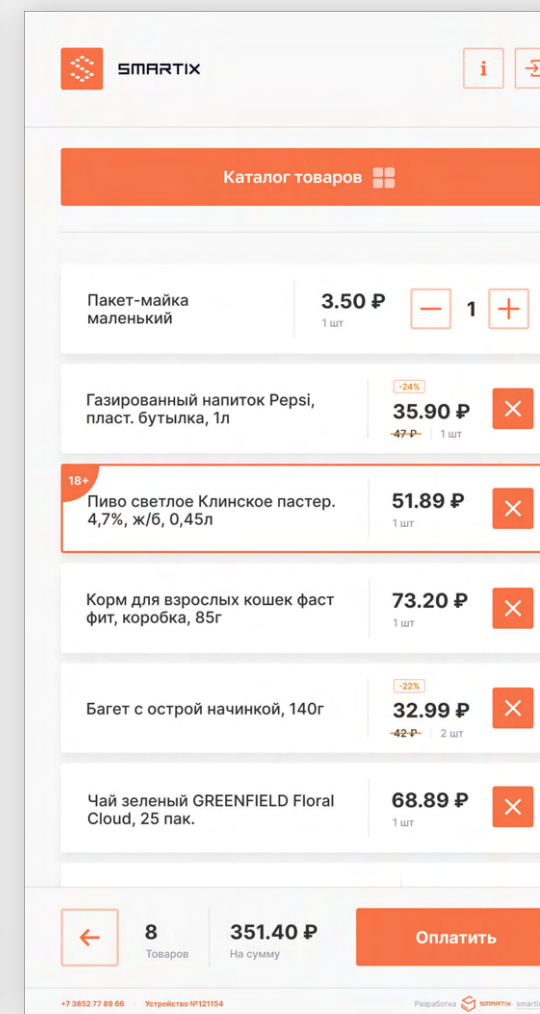 SMARTIX
i
Каталог товаров
Пакет-майка
маленький
3.50 ₽
1 шт
1
Газированный напиток Pepsi,
пласт. бутылка, 1л
-24%
35.90 ₽
47 ₽
1 шт
18+
Пиво светлое Клинское пастер.
4,7%, ж/б, 0,45л
51.89 ₽
1 шт
Корм для взрослых кошек фаст
фит, коробка, 85г
73.20 ₽
1 шт
Багет с острой начинкой, 140г
-22%
32.99 ₽
42 ₽
2 шт
Чай зеленый GREENFIELD Floral
Cloud, 25 пак.
68.89 ₽
1 шт
8
Товаров
351.40 ₽
На сумму
Оплатить
+7 3852 77 89 66
Устройство №121154
Разработка SMARTIX